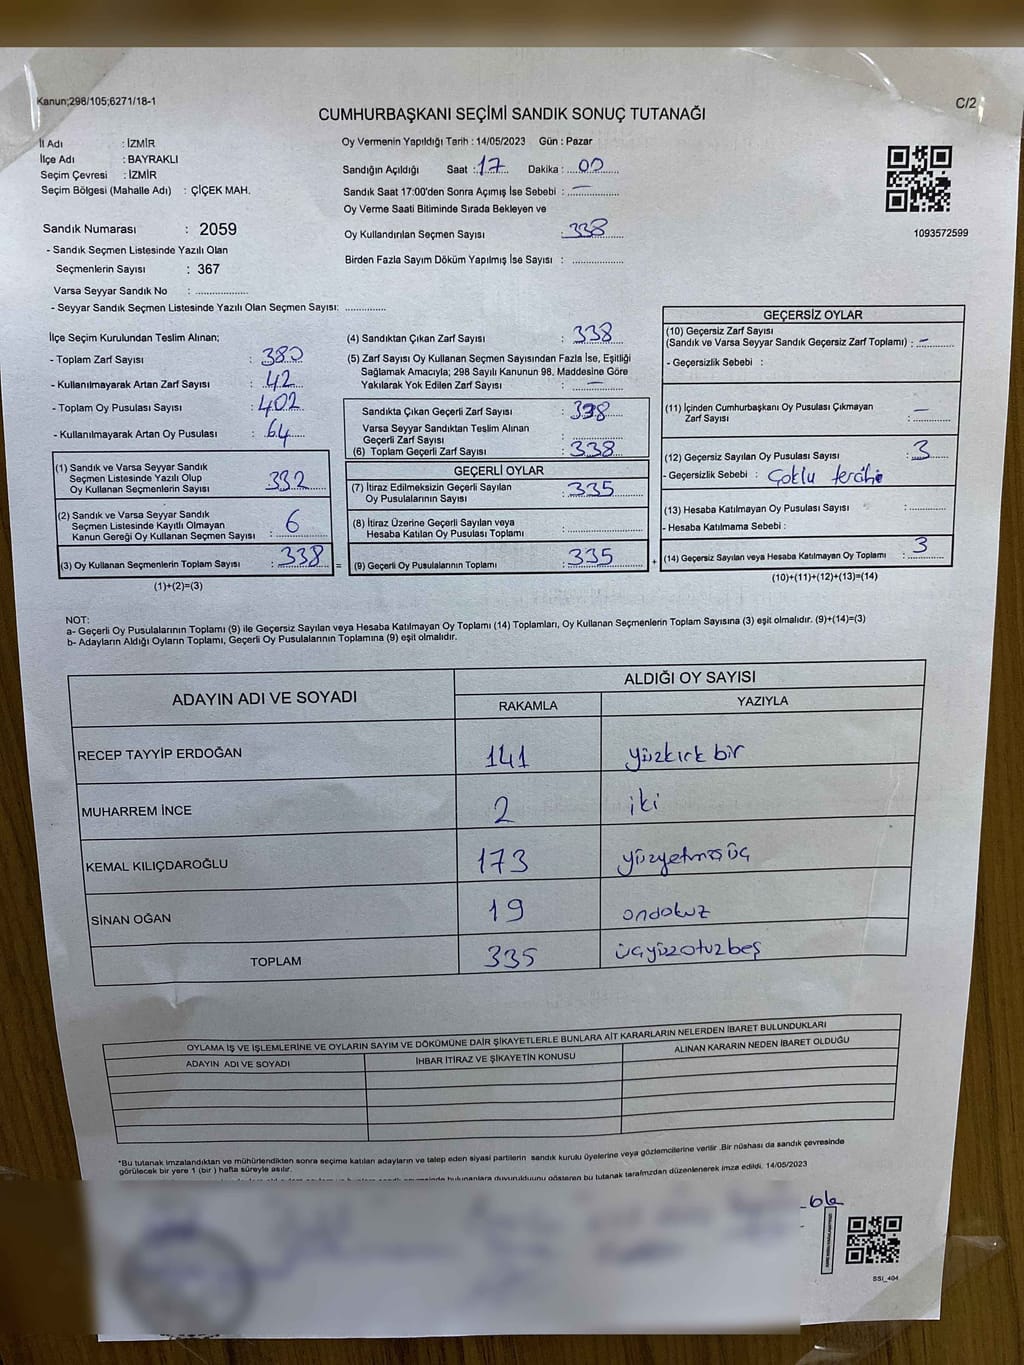 Kanun;298/105;6271/18-1
C/2
CUMHURBAŞKANI SEÇİMİ SANDIK SONUÇ TUTANAĞI
İl Adı : İZMİR
İlçe Adı : BAYRAKLI
Seçim Çevresi : İZMİR
Seçim Bölgesi (Mahalle Adı) : ÇİÇEK MAH.
Oy Vermenin Yapıldığı Tarih : 14/05/2023 Gün : Pazar
Sandığın Açıldığı Saat : 17 Dakika : 00
Sandık Saat 17:00'den Sonra Açımış İse Sebebi : —
Oy Verme Saati Bitiminde Sırada Bekleyen ve
Oy Kullandırılan Seçmen Sayısı : 338
Birden Fazla Sayım Döküm Yapılmış İse Sayısı : ..............
1093572599
Sandık Numarası : 2059
- Sandık Seçmen Listesinde Yazılı Olan
Seçmenlerin Sayısı : 367
Varsa Seyyar Sandık No : ..............
- Seyyar Sandık Seçmen Listesinde Yazılı Olan Seçmen Sayısı: ..............
İlçe Seçim Kurulundan Teslim Alınan;
- Toplam Zarf Sayısı : 380
- Kullanılmayarak Artan Zarf Sayısı : 42
- Toplam Oy Pusulası Sayısı : 402
- Kullanılmayarak Artan Oy Pusulası : 64
(1) Sandık ve Varsa Seyyar Sandık
Seçmen Listesinde Yazılı Olup
Oy Kullanan Seçmenlerin Sayısı : 332
(2) Sandık ve Varsa Seyyar Sandık
Seçmen Listesinde Kayıtlı Olmayan
Kanun Gereği Oy Kullanan Seçmen Sayısı : 6
(3) Oy Kullanan Seçmenlerin Toplam Sayısı : 338
(1)+(2)=(3)
=
(4) Sandıktan Çıkan Zarf Sayısı : 338
(5) Zarf Sayısı Oy Kullanan Seçmen Sayısından Fazla İse, Eşitliği
Sağlamak Amacıyla; 298 Sayılı Kanunun 98. Maddesine Göre
Yakılarak Yok Edilen Zarf Sayısı : —
Sandıkta Çıkan Geçerli Zarf Sayısı : 338
Varsa Seyyar Sandıktan Teslim Alınan
Geçerli Zarf Sayısı : ..............
(6) Toplam Geçerli Zarf Sayısı : 338
GEÇERLİ OYLAR
(7) İtiraz Edilmeksizin Geçerli Sayılan
Oy Pusulalarının Sayısı : 335
(8) İtiraz Üzerine Geçerli Sayılan veya
Hesaba Katılan Oy Pusulası Toplamı : ..............
(9) Geçerli Oy Pusulalarının Toplamı : 335
+
GEÇERSİZ OYLAR
(10) Geçersiz Zarf Sayısı
(Sandık ve Varsa Seyyar Sandık Geçersiz Zarf Toplamı) : —
- Geçersizlik Sebebi :
(11) İçinden Cumhurbaşkanı Oy Pusulası Çıkmayan
Zarf Sayısı : —
(12) Geçersiz Sayılan Oy Pusulası Sayısı : 3
- Geçersizlik Sebebi : Çoklu tercihi
(13) Hesaba Katılmayan Oy Pusulası Sayısı : ..............
- Hesaba Katılmama Sebebi :
(14) Geçersiz Sayılan veya Hesaba Katılmayan Oy Toplamı : 3
(10)+(11)+(12)+(13)=(14)
NOT:
a- Geçerli Oy Pusulalarının Toplamı (9) ile Geçersiz Sayılan veya Hesaba Katılmayan Oy Toplamı (14) Toplamları, Oy Kullanan Seçmenlerin Toplam Sayısına (3) eşit olmalıdır. (9)+(14)=(3)
b- Adayların Aldığı Oyların Toplamı, Geçerli Oy Pusulalarının Toplamına (9) eşit olmalıdır.
ADAYIN ADI VE SOYADI
ALDIĞI OY SAYISI
RAKAMLA YAZIYLA
RECEP TAYYİP ERDOĞAN 141 yüzkırk bir
MUHARREM İNCE 2 iki
KEMAL KILIÇDAROĞLU 173 yüzyetmişüç
SİNAN OĞAN 19 ondokuz
TOPLAM 335 üçyüzotuzbeş
OYLAMA İŞ VE İŞLEMLERİNE VE OYLARIN SAYIM VE DÖKÜMÜNE DAİR ŞİKAYETLERLE BUNLARA AİT KARARLARIN NELERDEN İBARET BULUNDUKLARI
ADAYIN ADI VE SOYADI İHBAR İTİRAZ VE ŞİKAYETİN KONUSU ALINAN KARARIN NEDEN İBARET OLDUĞU
*Bu tutanak imzalandıktan ve mühürlendikten sonra seçime katılan adayların ve talep eden siyasi partilerin sandık kurulu üyelerine veya gözlemcilerine verilir .Bir nüshası da sandık çevresinde
görülecek bir yere 1 (bir) hafta süreyle asılır.
bulunanlara duyurulduğunu gösteren bu tutanak tarafımızdan düzenlenerek imza edildi. 14/05/2023
SSI_404